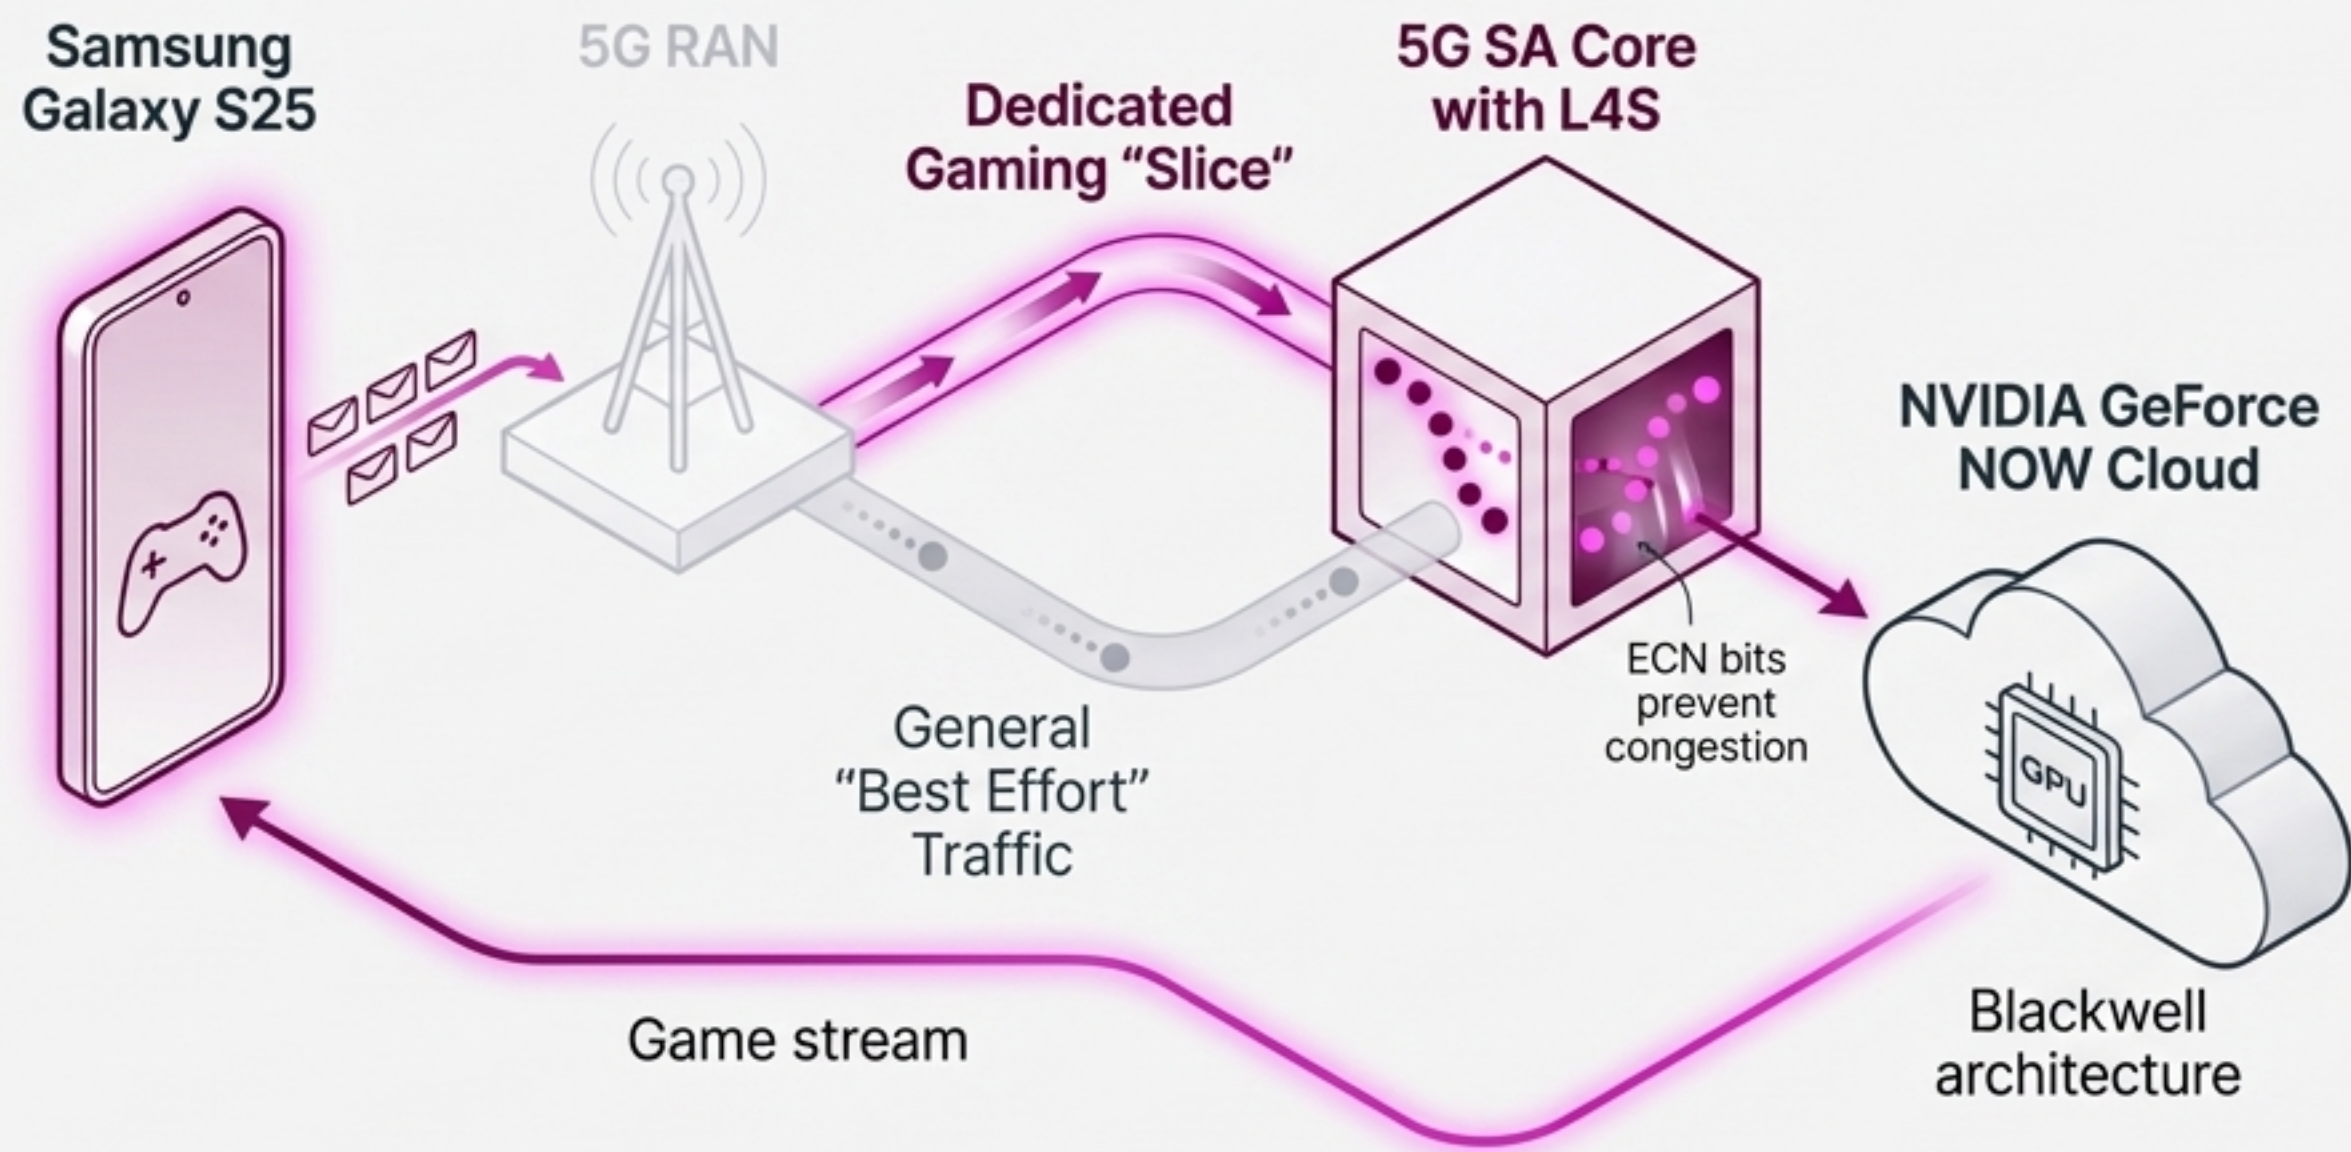 Samsung
Galaxy S25
5G RAN
Dedicated
Gaming “Slice”
5G SA Core
with L4S
NVIDIA GeForce
NOW Cloud
ECN bits
prevent
congestion
GPU
General
“Best Effort”
Traffic
Game stream
Blackwell
architecture